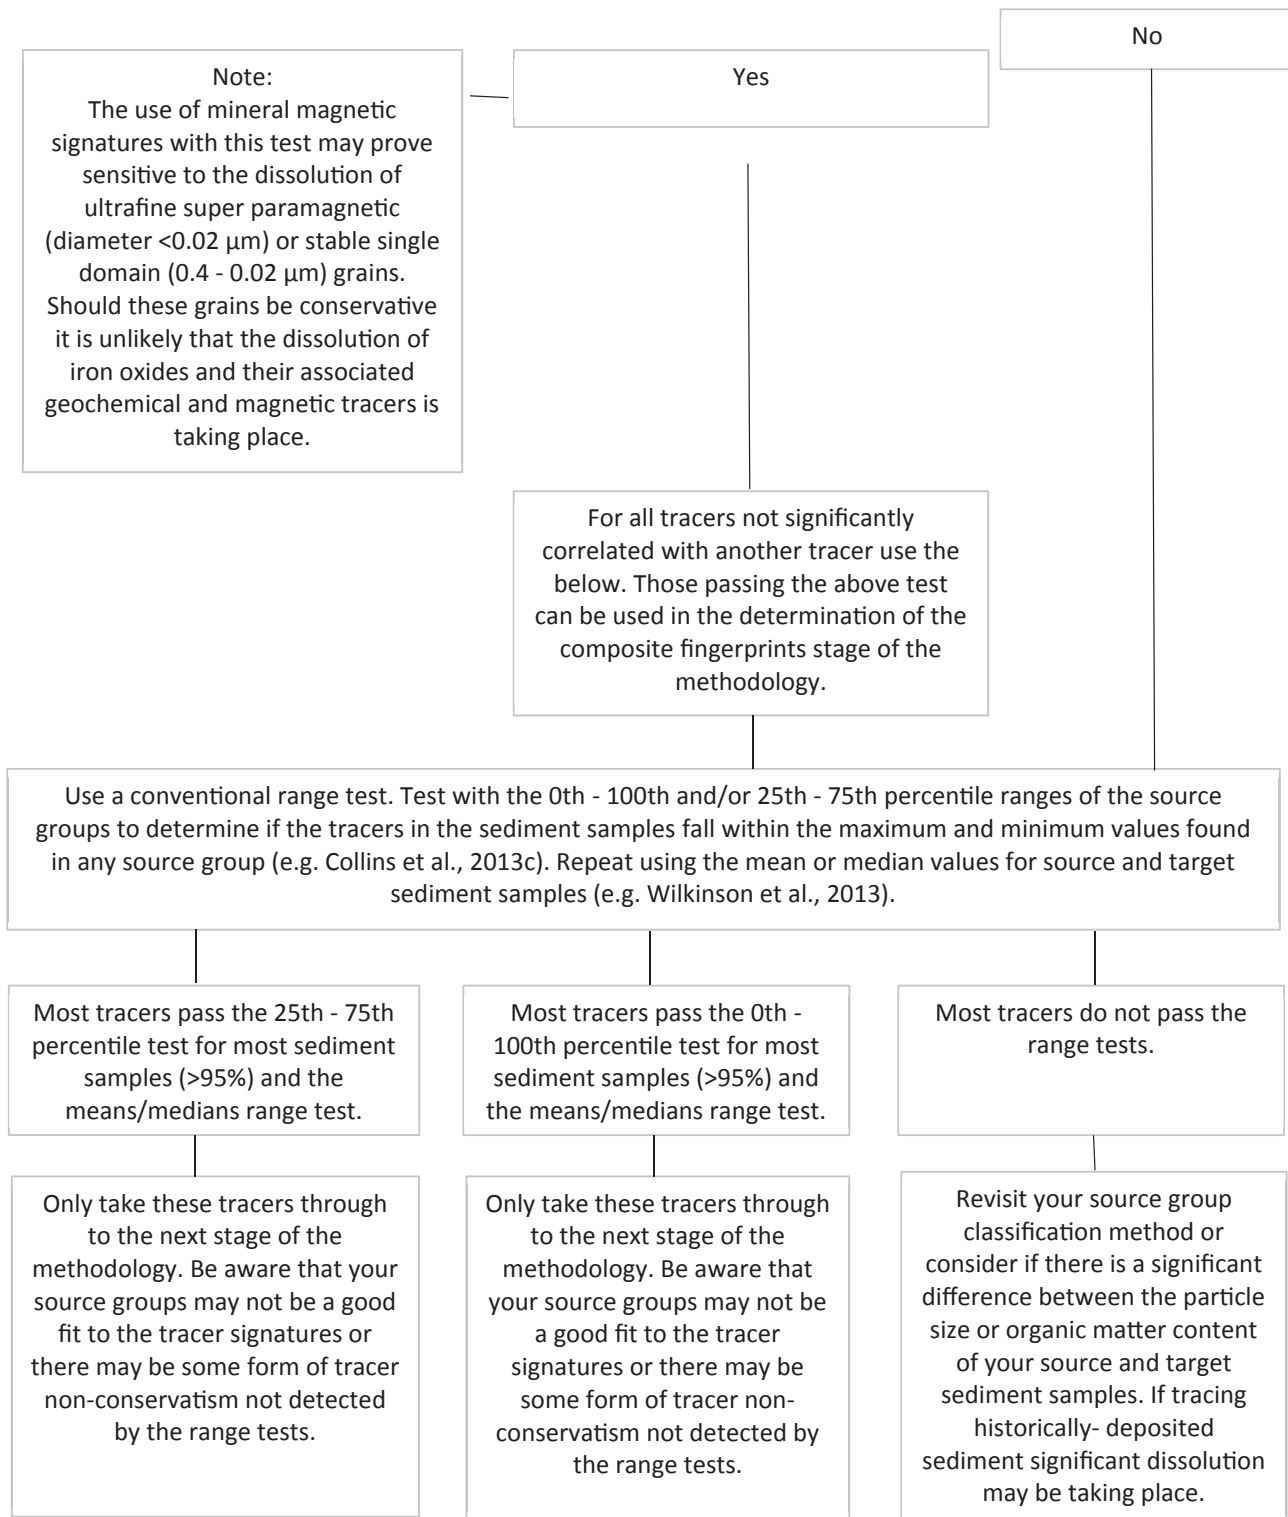 No
Note:
The use of mineral magnetic
signatures with this test may prove
sensitive to the dissolution of
ultrafine super paramagnetic
(diameter <0.02 µm) or stable single
domain (0.4 - 0.02 µm) grains.
Should these grains be conservative
it is unlikely that the dissolution of
iron oxides and their associated
geochemical and magnetic tracers is
taking place.
Yes
For all tracers not significantly
correlated with another tracer use the
below. Those passing the above test
can be used in the determination of the
composite fingerprints stage of the
methodology.
Use a conventional range test. Test with the 0th - 100th and/or 25th - 75th percentile ranges of the source
groups to determine if the tracers in the sediment samples fall within the maximum and minimum values found
in any source group (e.g. Collins et al., 2013c). Repeat using the mean or median values for source and target
sediment samples (e.g. Wilkinson et al., 2013).
Most tracers pass the 25th - 75th
percentile test for most sediment
samples (>95%) and the
means/medians range test.
Most tracers pass the 0th -
100th percentile test for most
sediment samples (>95%) and
the means/medians range test.
Most tracers do not pass the
range tests.
Only take these tracers through
to the next stage of the
methodology. Be aware that your
source groups may not be a good
fit to the tracer signatures or
there may be some form of tracer
non-conservatism not detected
by the range tests.
Only take these tracers through
to the next stage of the
methodology. Be aware that
your source groups may not be
a good fit to the tracer
signatures or there may be
some form of tracer non-
conservatism not detected by
the range tests.
Revisit your source group
classification method or
consider if there is a significant
difference between the particle
size or organic matter content
of your source and target
sediment samples. If tracing
historically- deposited
sediment significant dissolution
may be taking place.